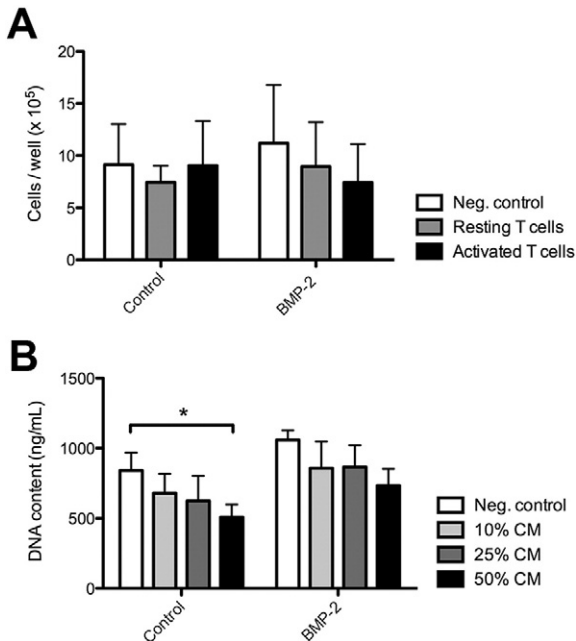 A
Cells / well (x 10⁵)
20
15
10
5
0
Control
BMP-2
Neg. control
Resting T cells
Activated T cells
B
DNA content (ng/mL)
1500
1000
500
0
*
Control
BMP-2
Neg. control
10% CM
25% CM
50% CM